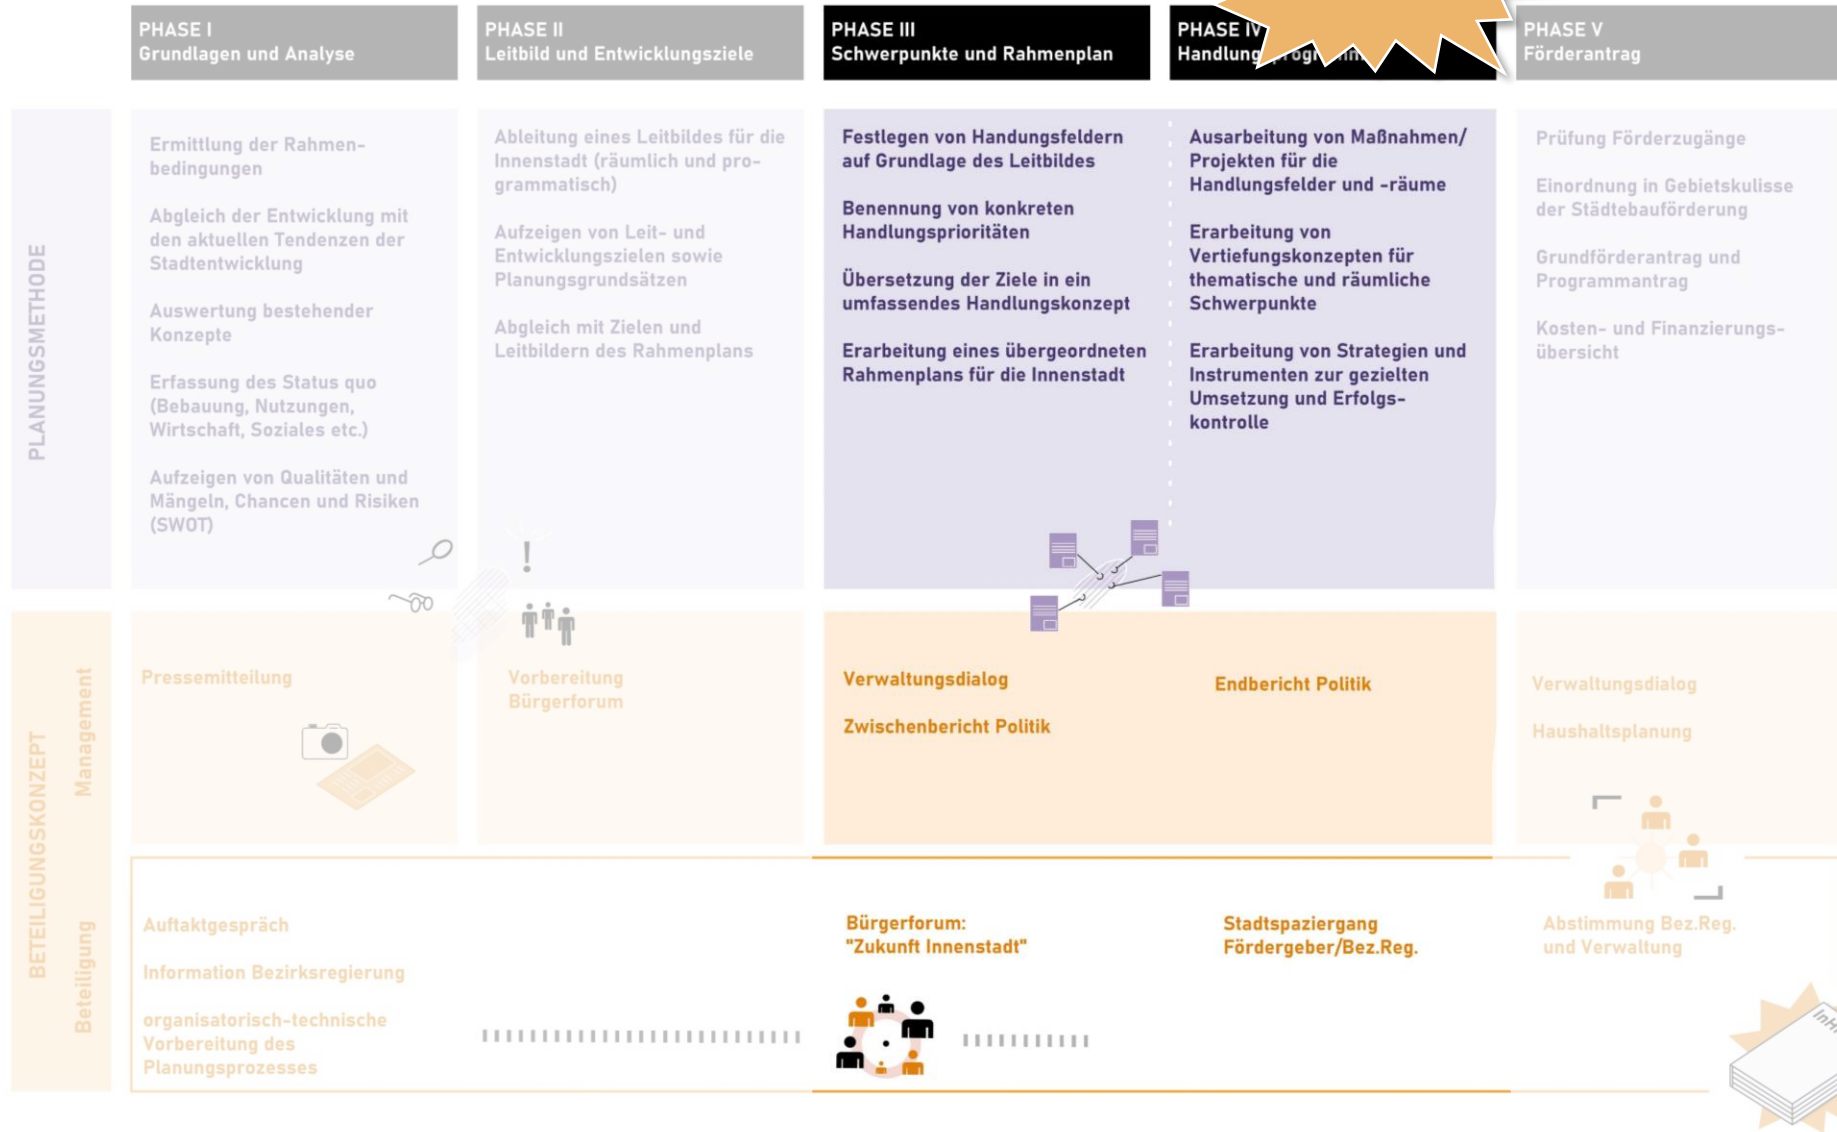 PHASE I
Grundlagen und Analyse
PHASE II
Leitbild und Entwicklungsziele
PHASE III
Schwerpunkte und Rahmenplan
PHASE IV
PHASE V
Förderantrag
PLANUNGSMETHODE
Ermittlung der Rahmen-
bedingungen
Abgleich der Entwicklung mit
den aktuellen Tendenzen der
Stadtentwicklung
Auswertung bestehender
Konzepte
Erfassung des Status quo
(Bebauung, Nutzungen,
Wirtschaft, Soziales etc.)
Aufzeigen von Qualitäten und
Mängeln, Chancen und Risiken
(SWOT)
Ableitung eines Leitbildes für die
Innenstadt (räumlich und pro-
grammatisch)
Aufzeigen von Leit- und
Entwicklungszielen sowie
Planungsgrundsätzen
Abgleich mit Zielen und
Leitbildern des Rahmenplans
Festlegen von Handungsfeldern
auf Grundlage des Leitbildes
Benennung von konkreten
Handlungsprioritäten
Übersetzung der Ziele in ein
umfassendes Handlungskonzept
Erarbeitung eines übergeordneten
Rahmenplans für die Innenstadt
Ausarbeitung von Maßnahmen/
Projekten für die
Handlungsfelder und -räume
Erarbeitung von
Vertiefungskonzepten für
thematische und räumliche
Schwerpunkte
Erarbeitung von Strategien und
Instrumenten zur gezielten
Umsetzung und Erfolgs-
kontrolle
Prüfung Förderzugänge
Einordnung in Gebietskulisse
der Städtebauförderung
Grundförderantrag und
Programmantrag
Kosten- und Finanzierungs-
übersicht
BETEILIGUNGSKONZEPT
Management
Pressemitteilung
Vorbereitung
Bürgerforum
Verwaltungsdialog
Zwischenbericht Politik
Endbericht Politik
Verwaltungsdialog
Haushaltsplanung
Beteiligung
Auftaktgespräch
Information Bezirksregierung
organisatorisch-technische
Vorbereitung des
Planungsprozesses
Bürgerforum:
"Zukunft Innenstadt"
Stadtspaziergang
Fördergeber/Bez.Reg.
Abstimmung Bez.Reg.
und Verwaltung